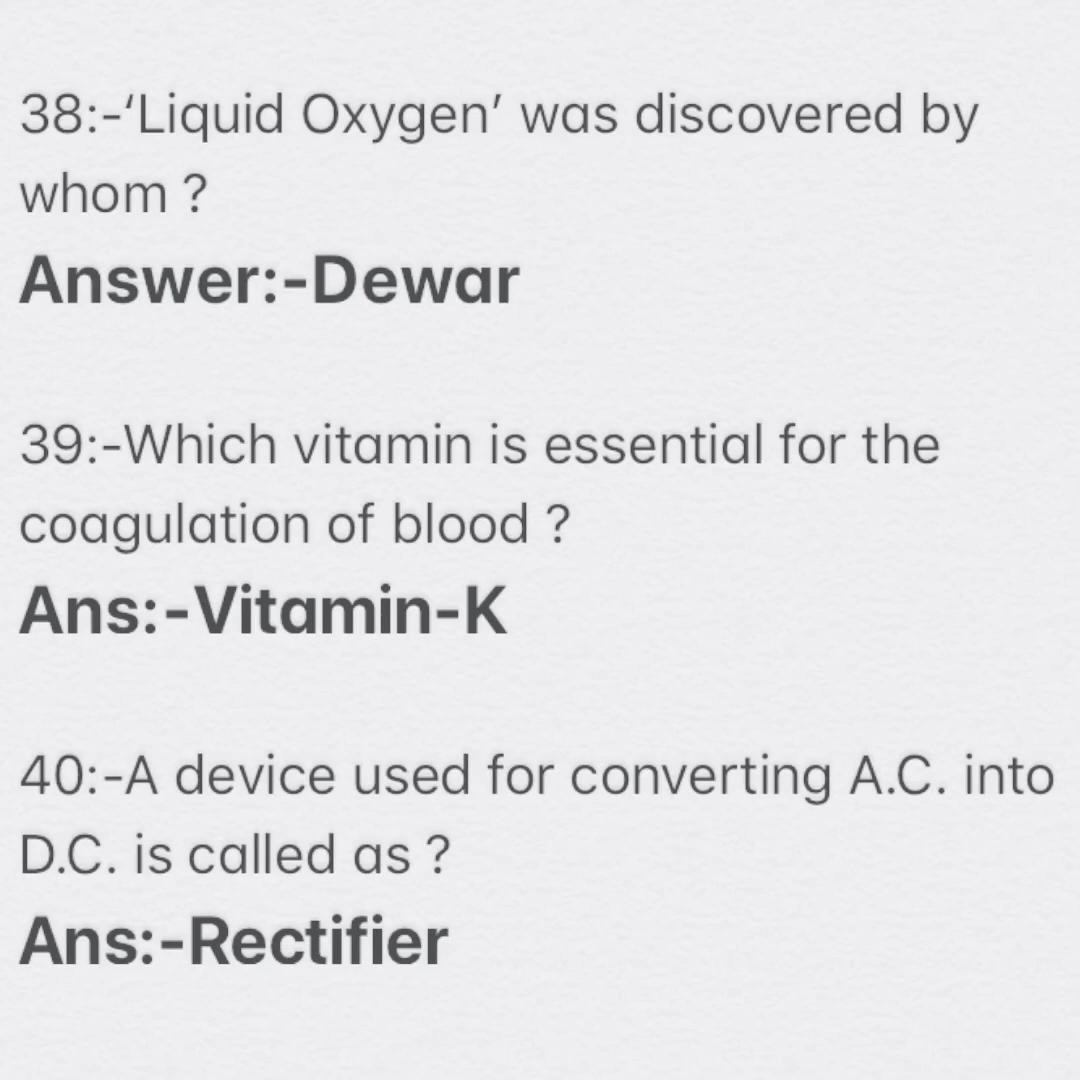 38:-‘Liquid Oxygen’ was discovered by
whom ?
Answer:-Dewar
39:-Which vitamin is essential for the
coagulation of blood ?
Ans:-Vitamin-K
40:-A device used for converting A.C. into
D.C. is called as ?
Ans:-Rectifier